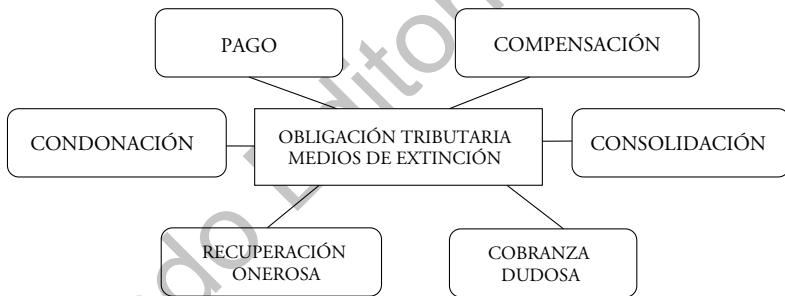 PAGO
COMPENSACIÓN
CONDONACIÓN
OBLIGACIÓN TRIBUTARIA
MEDIOS DE EXTINCIÓN
CONSOLIDACIÓN
RECUPERACIÓN
ONEROSA
COBRANZA
DUDOSA